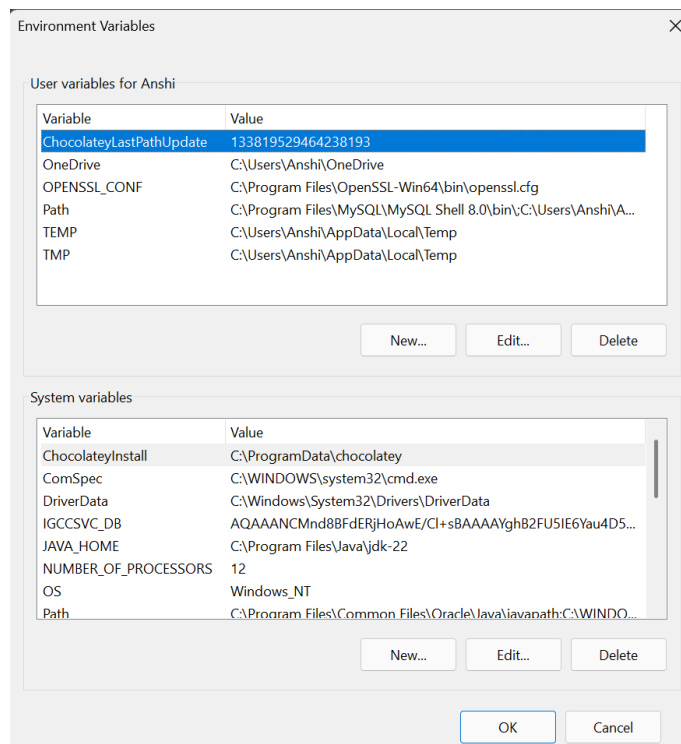 Environment Variables
User variables for Anshi
Variable Value
ChocolateyLastPathUpdate 133819529464238193
OneDrive C:\Users\Anshi\OneDrive
OPENSSL_CONF C:\Program Files\OpenSSL-Win64\bin\openssl.cfg
Path C:\Program Files\MySQL\MySQL Shell 8.0\bin\;C:\Users\Anshi\A...
TEMP C:\Users\Anshi\AppData\Local\Temp
TMP C:\Users\Anshi\AppData\Local\Temp
New... Edit... Delete
System variables
Variable Value
ChocolateyInstall C:\ProgramData\chocolatey
ComSpec C:\WINDOWS\system32\cmd.exe
DriverData C:\Windows\System32\Drivers\DriverData
IGCCSVC_DB AQAAANCMnd8BFdERjHoAwE/Cl+sBAAAAYghB2FU5IE6Yau4D5...
JAVA_HOME C:\Program Files\Java\jdk-22
NUMBER_OF_PROCESSORS 12
OS Windows_NT
Path C:\Program Files\Common Files\Oracle\Java\javapath;C:\WINDO...
New... Edit... Delete
OK Cancel